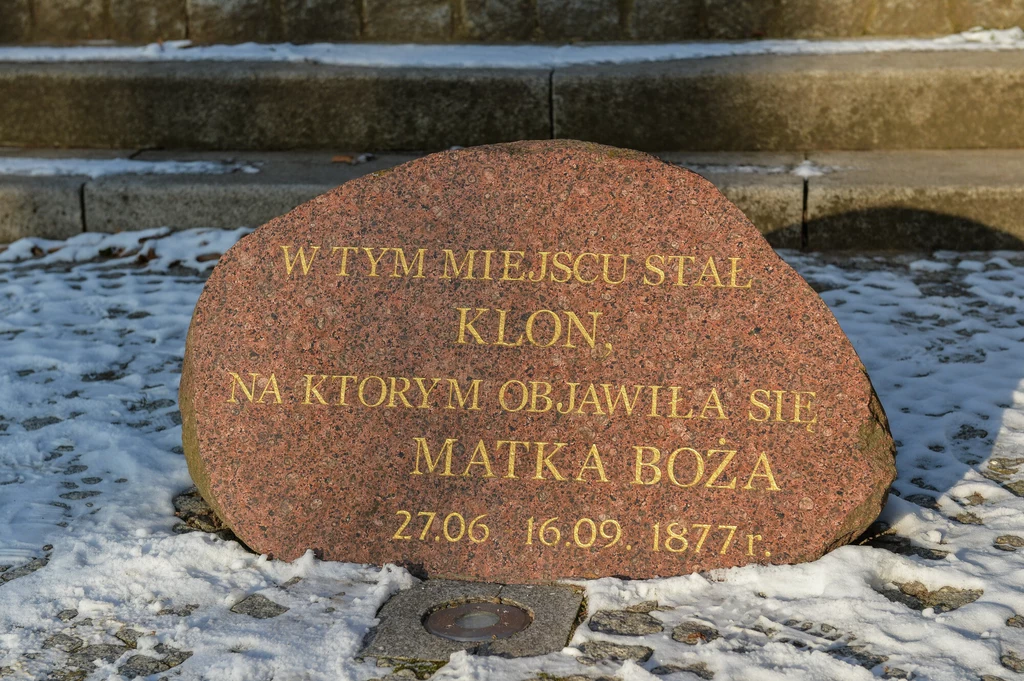 W TYM MIEJSCU STAŁ
KLON,
NA KTORYM OBJAWIŁA SIĘ
MATKA BOŻA
27.06 16.09. 1877 r.